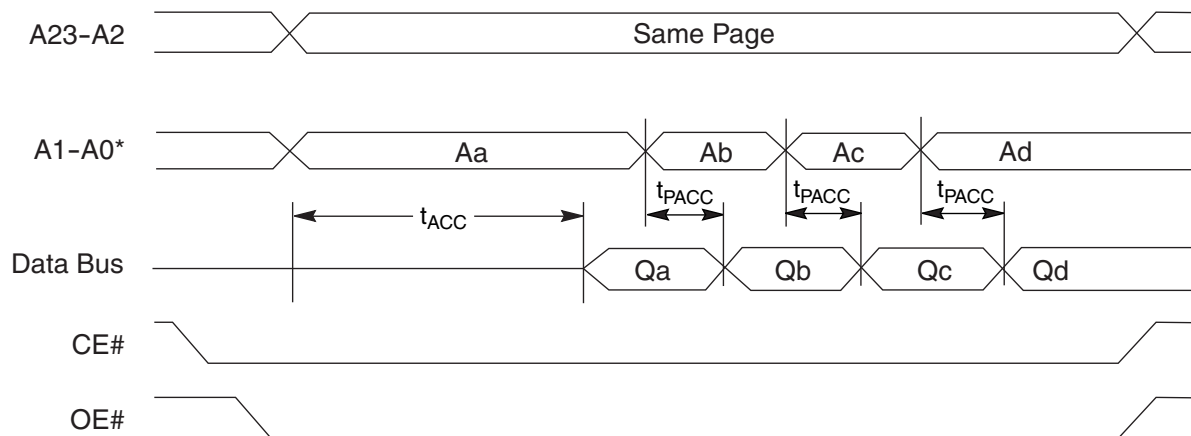 A23-A2
Same Page
A1-A0*
Aa
Ab
Ac
Ad
tPACC
tPACC
tPACC
tACC
Data Bus
Qa
Qb
Qc
Qd
CE#
OE#